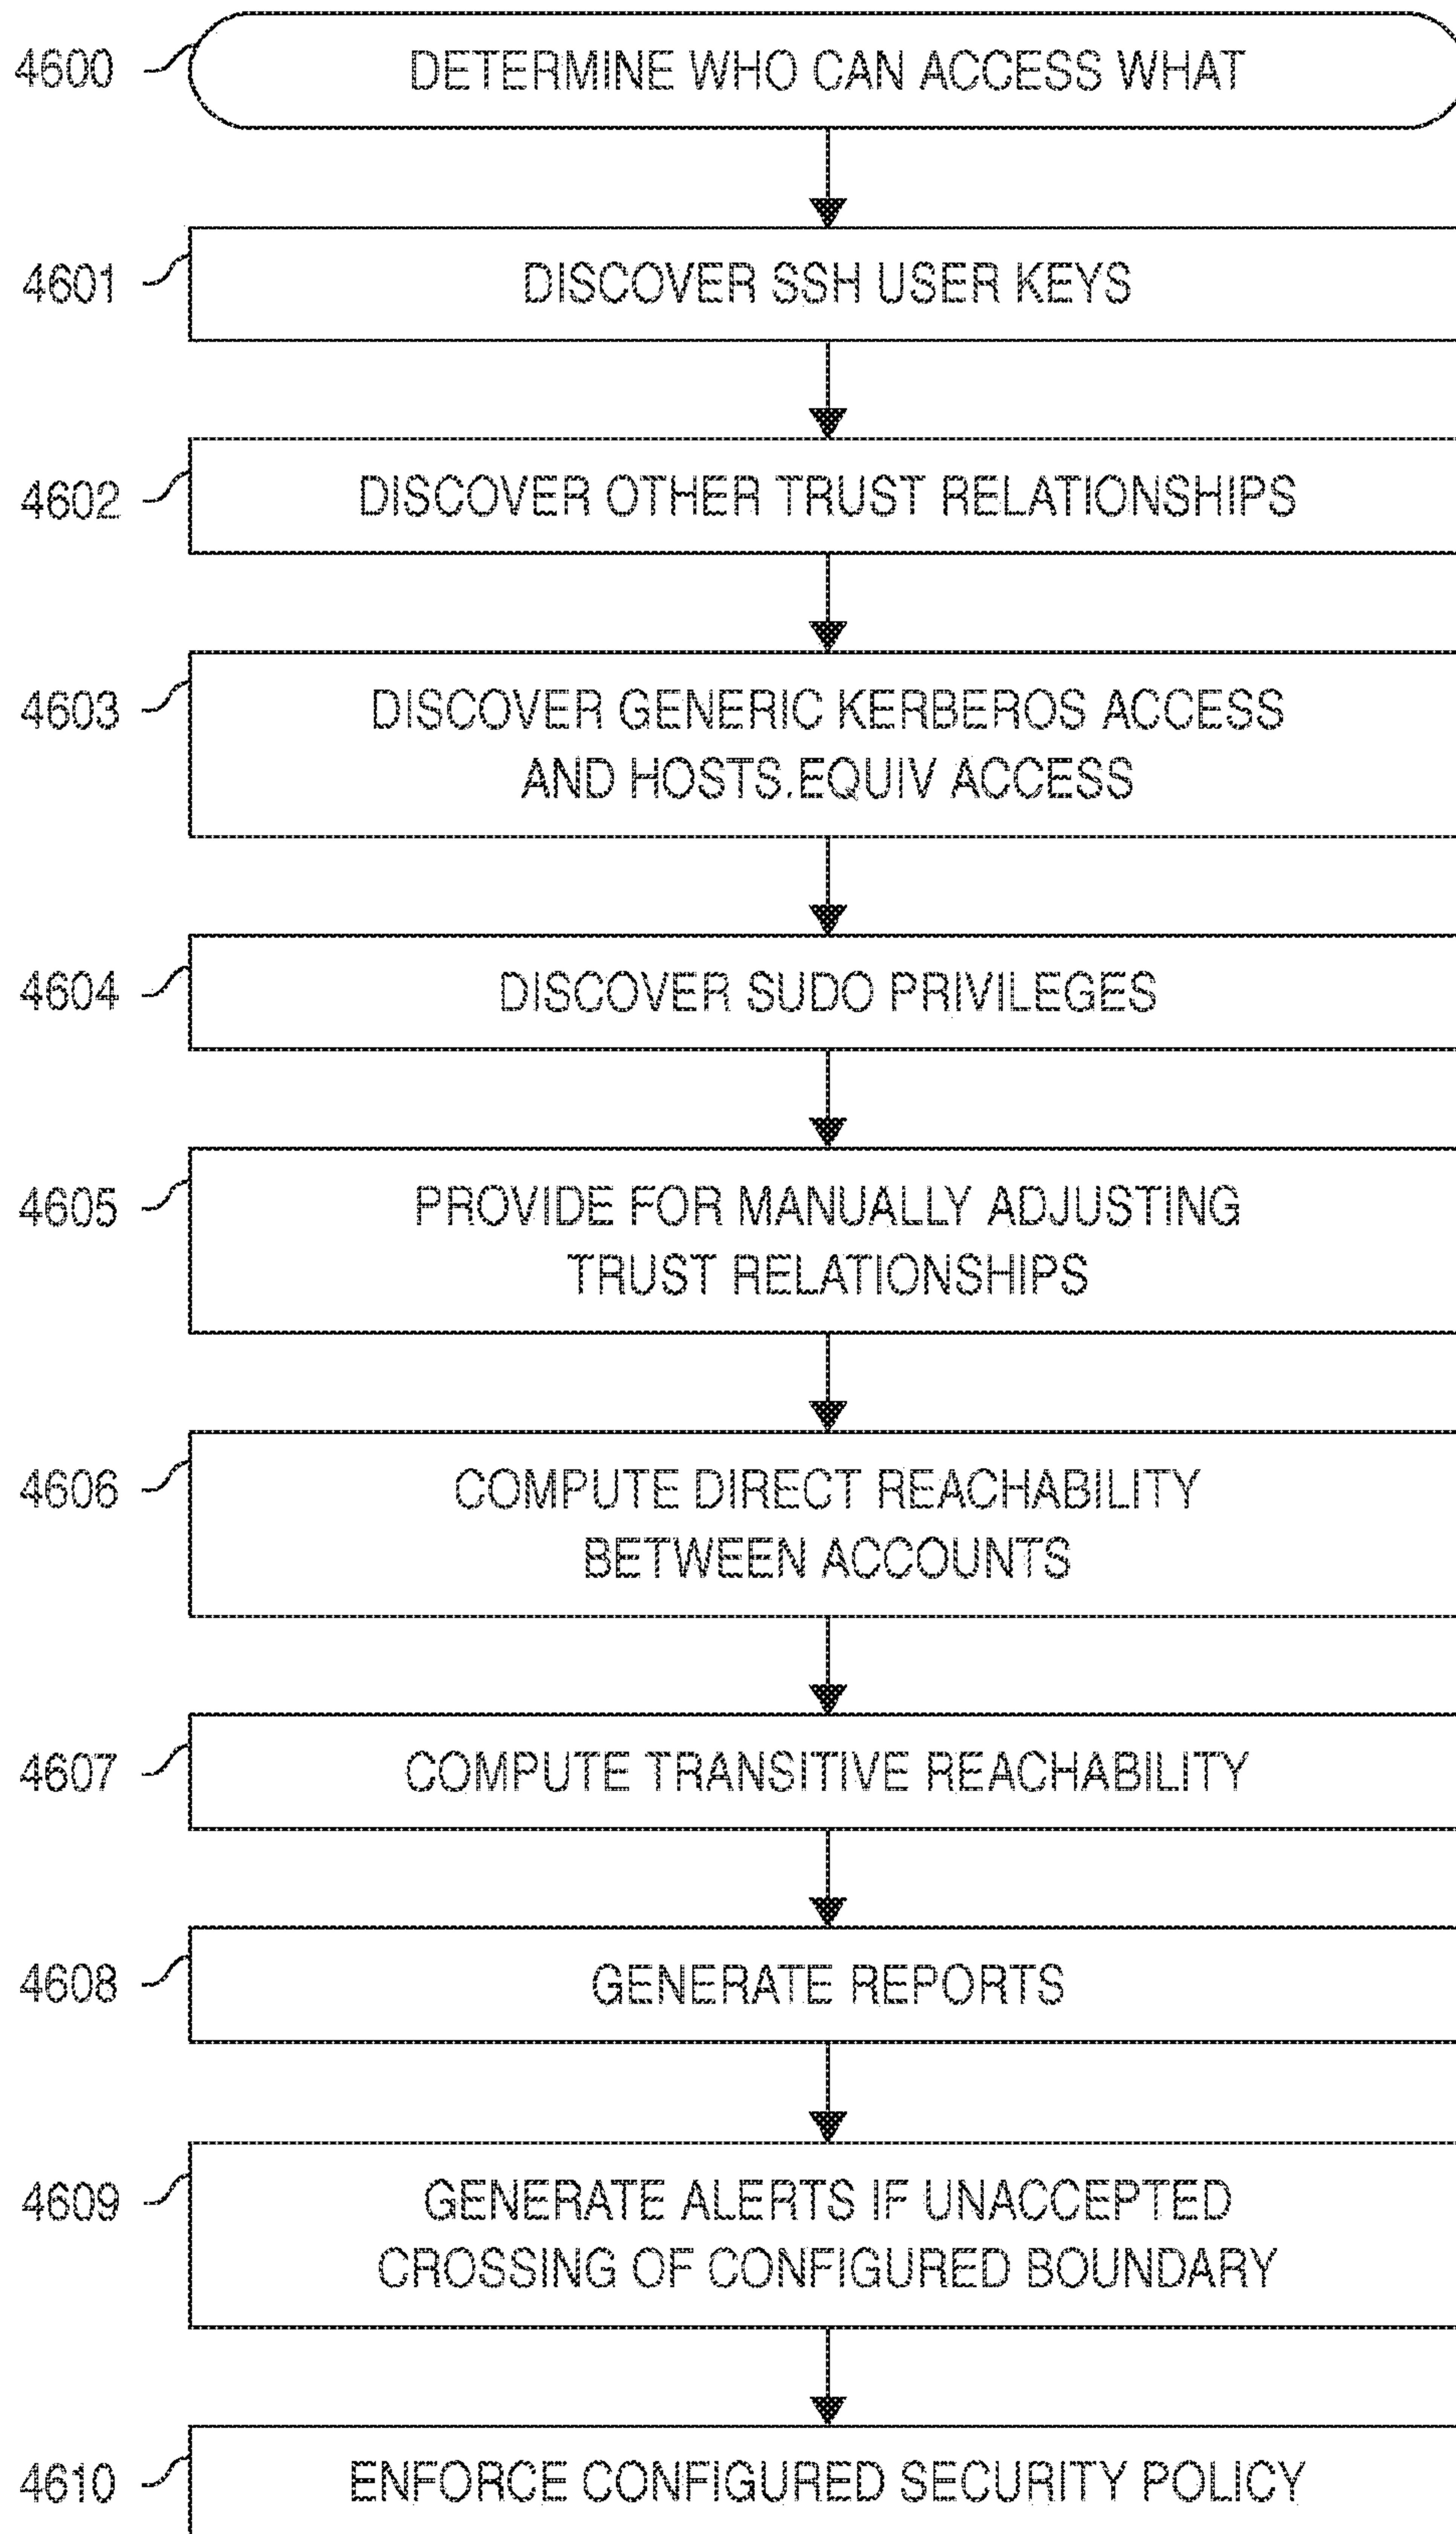 4600 DETERMINE WHO CAN ACCESS WHAT
4601 DISCOVER SSH USER KEYS
4602 DISCOVER OTHER TRUST RELATIONSHIPS
4603 DISCOVER GENERIC KERBEROS ACCESS
AND HOSTS.EQUIV ACCESS
4604 DISCOVER SUDO PRIVILEGES
4605 PROVIDE FOR MANUALLY ADJUSTING
TRUST RELATIONSHIPS
4606 COMPUTE DIRECT REACHABILITY
BETWEEN ACCOUNTS
4607 COMPUTE TRANSITIVE REACHABILITY
4608 GENERATE REPORTS
4609 GENERATE ALERTS IF UNACCEPTED
CROSSING OF CONFIGURED BOUNDARY
4610 ENFORCE CONFIGURED SECURITY POLICY